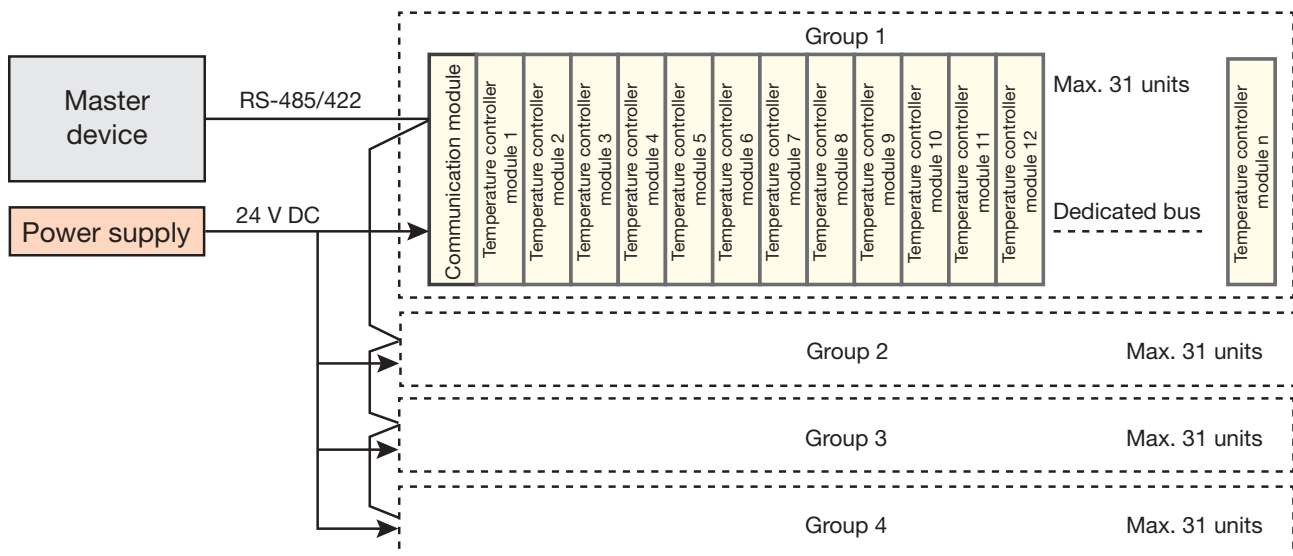 Group 1
Master
device
RS-485/422
Communication module
Temperature controller
module 1
Temperature controller
module 2
Temperature controller
module 3
Temperature controller
module 4
Temperature controller
module 5
Temperature controller
module 6
Temperature controller
module 7
Temperature controller
module 8
Temperature controller
module 9
Temperature controller
module 10
Temperature controller
module 11
Temperature controller
module 12
Max. 31 units
Temperature controller
module n
Power supply
24 V DC
Dedicated bus
Group 2
Max. 31 units
Group 3
Max. 31 units
Group 4
Max. 31 units